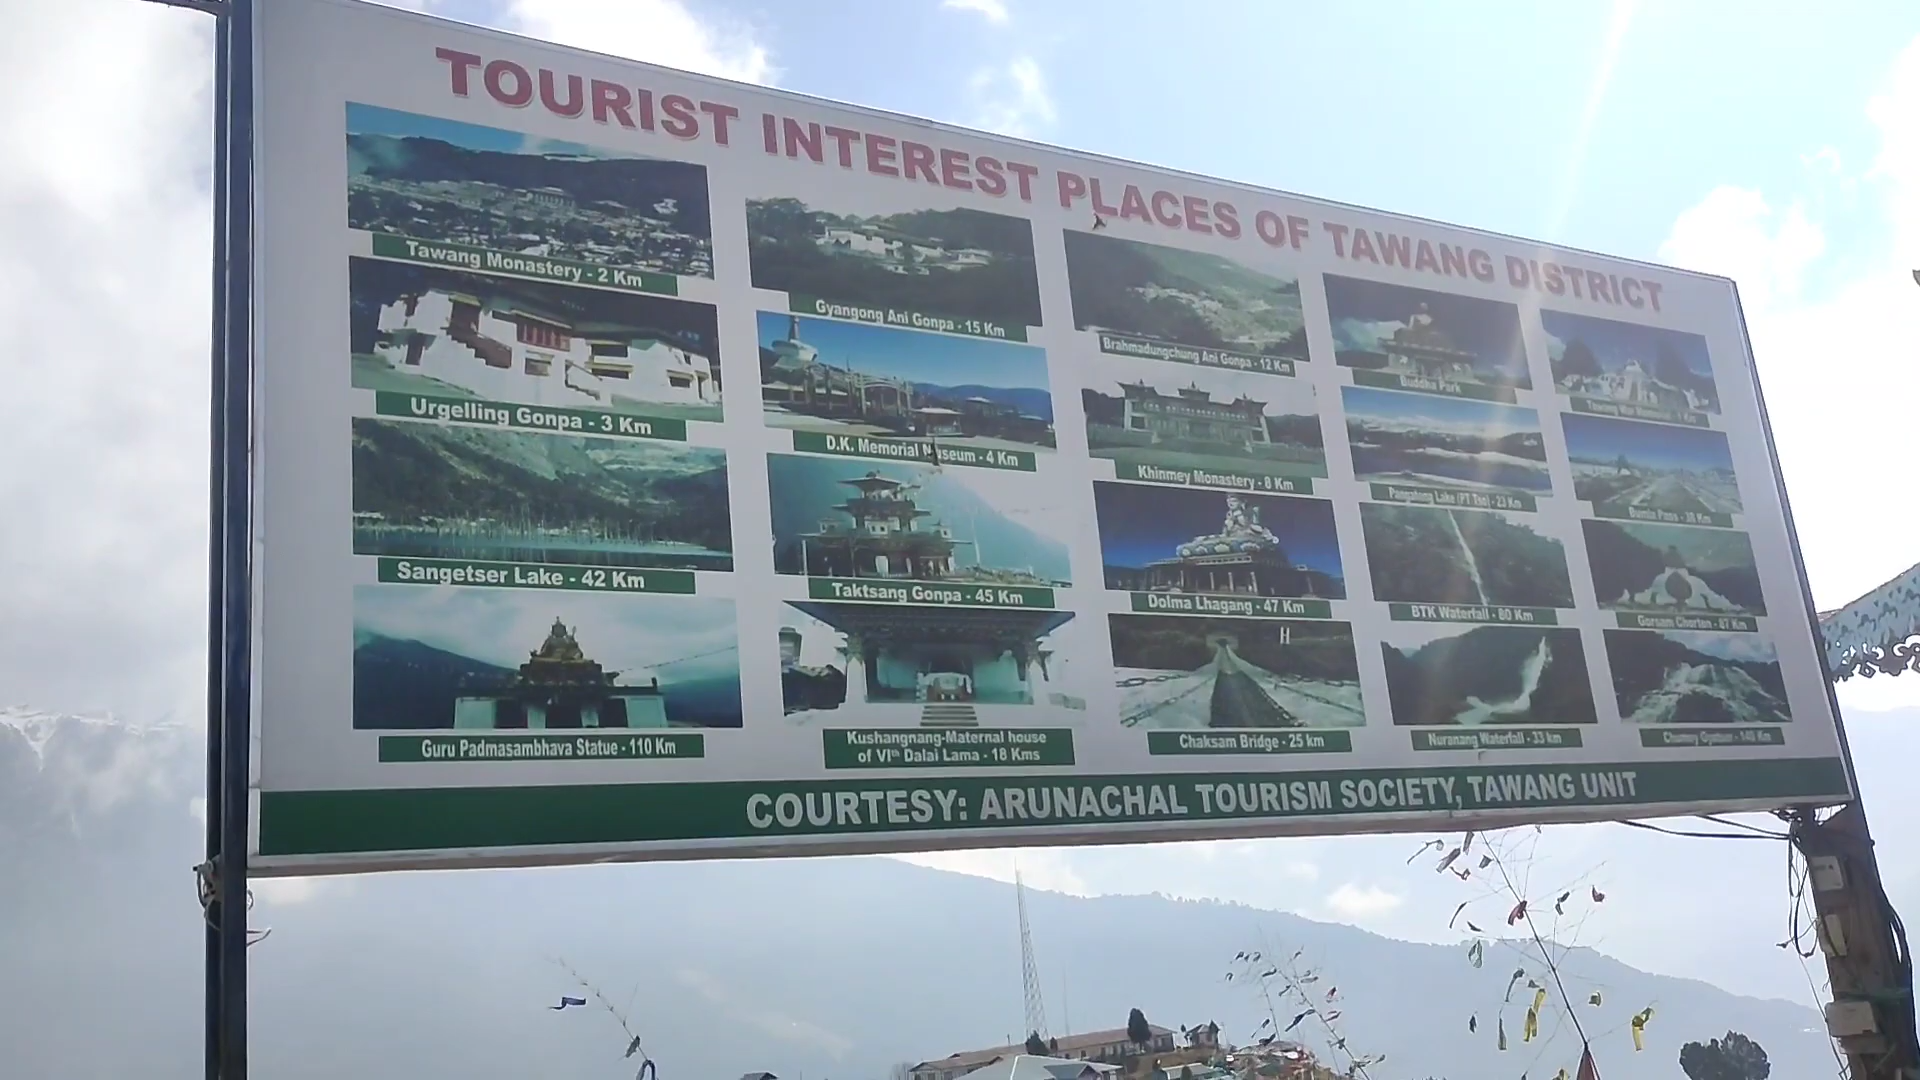 TOURIST INTEREST PLACES OF TAWANG DISTRICT
Tawang Monastery - 2 Km
Gyangong Ani Gonpa - 15 Km
Brahmadungchung Ani Gonpa - 12 Km
Buddha Park
Tawang War
Urgelling Gonpa - 3 Km
D.K. Memorial Museum - 4 Km
Khinmey Monastery - 8 Km
Pangateng Lake (PT Tso) - 23 Km
Bumla Pass - 38 Km
Sangetser Lake - 42 Km
Taktsang Gonpa - 45 Km
Dolma Lhagang - 47 Km
BTK Waterfall - 80 Km
Gorsam Chorten - 87 Km
Guru Padmasambhava Statue - 110 Km
Kushangnang-Maternal house
of VIth Dalai Lama - 18 Kms
Chaksam Bridge - 25 km
Nuranang Waterfall - 33 km
Chumey Gyatser - 140 Km
COURTESY: ARUNACHAL TOURISM SOCIETY, TAWANG UNIT